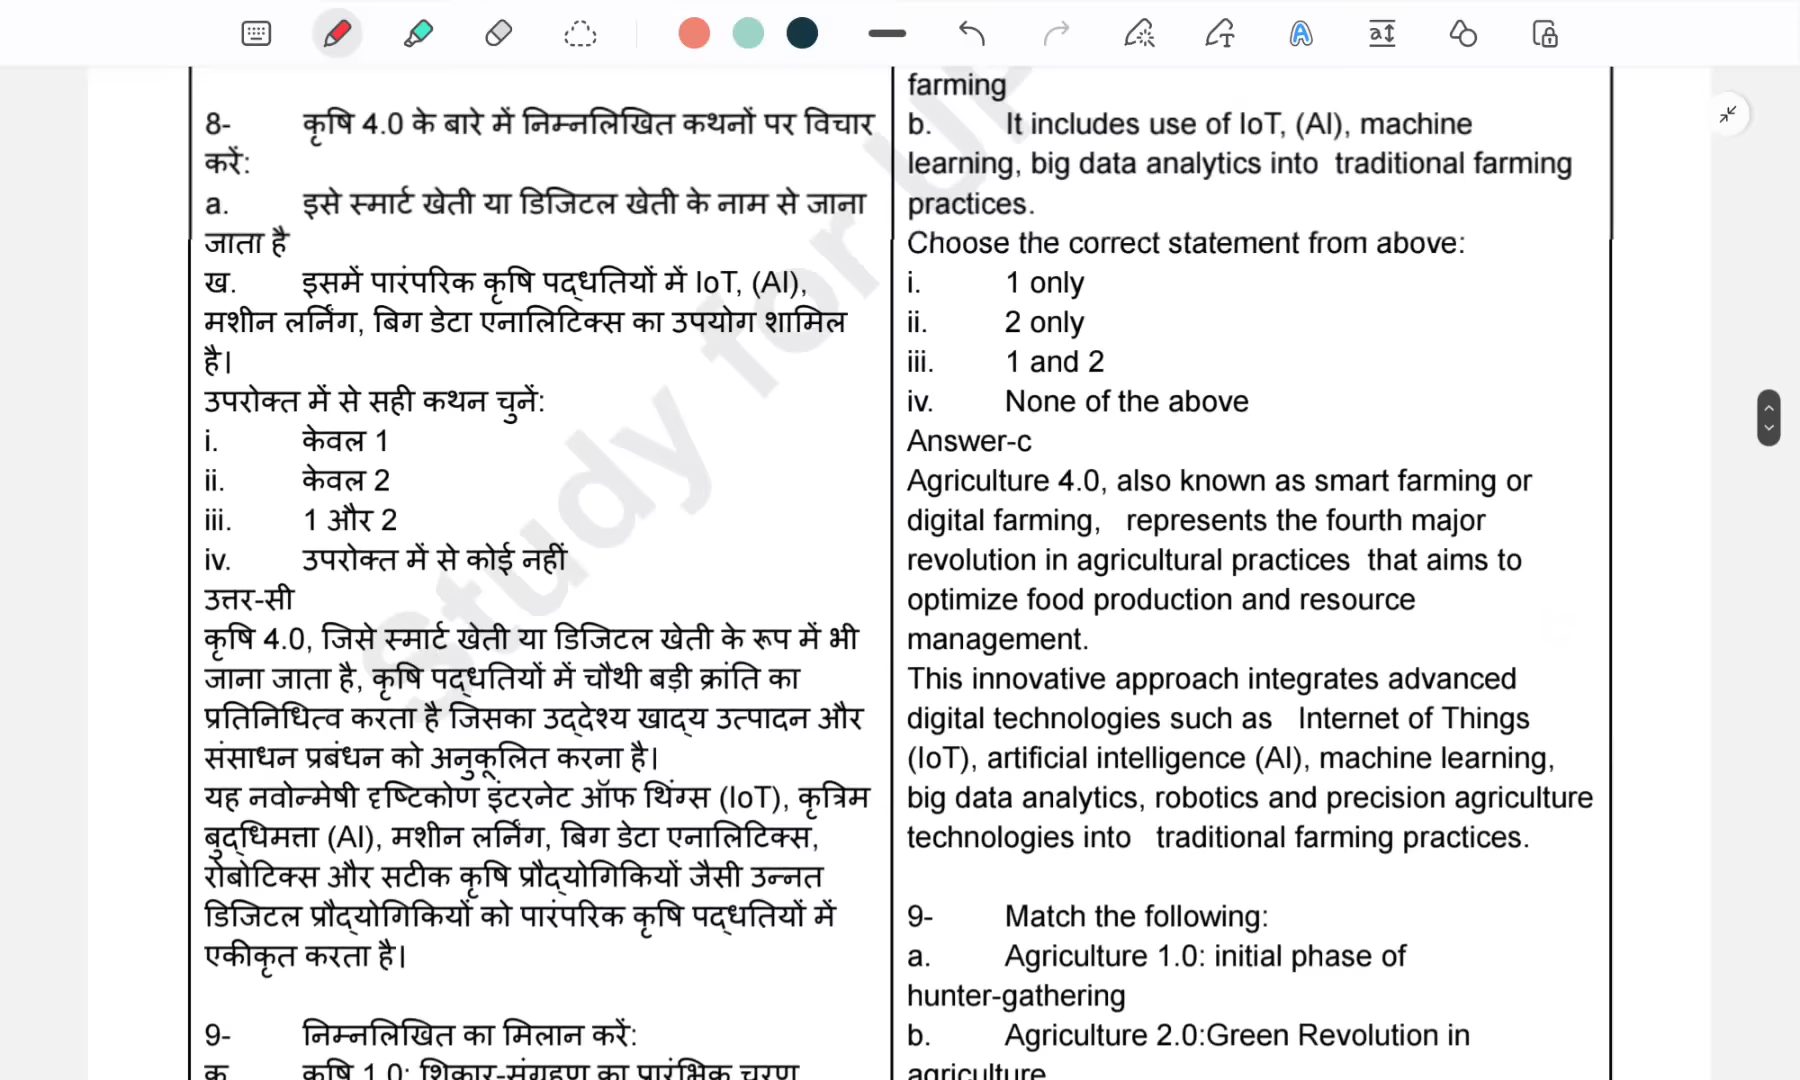 8- कृषि 4.0 के बारे में निम्नलिखित कथनों पर विचार
करें:
a. इसे स्मार्ट खेती या डिजिटल खेती के नाम से जाना
जाता है
ख. इसमें पारंपरिक कृषि पद्धतियों में IoT, (AI),
मशीन लर्निंग, बिग डेटा एनालिटिक्स का उपयोग शामिल
है।
उपरोक्त में से सही कथन चुनें:
i. केवल 1
ii. केवल 2
iii. 1 और 2
iv. उपरोक्त में से कोई नहीं
उत्तर-सी
कृषि 4.0, जिसे स्मार्ट खेती या डिजिटल खेती के रूप में भी
जाना जाता है, कृषि पद्धतियों में चौथी बड़ी क्रांति का
प्रतिनिधित्व करता है जिसका उद्देश्य खाद्य उत्पादन और
संसाधन प्रबंधन को अनुकूलित करना है।
यह नवोन्मेषी दृष्टिकोण इंटरनेट ऑफ थिंग्स (IoT), कृत्रिम
बुद्धिमत्ता (AI), मशीन लर्निंग, बिग डेटा एनालिटिक्स,
रोबोटिक्स और सटीक कृषि प्रौद्योगिकियों जैसी उन्नत
डिजिटल प्रौद्योगिकियों को पारंपरिक कृषि पद्धतियों में
एकीकृत करता है।
9- निम्नलिखित का मिलान करें:
क कृषि 1.0: शिकार-संग्रहण का प्रारंभिक चरण
farming
b. It includes use of IoT, (AI), machine
learning, big data analytics into traditional farming
practices.
Choose the correct statement from above:
i. 1 only
ii. 2 only
iii. 1 and 2
iv. None of the above
Answer-c
Agriculture 4.0, also known as smart farming or
digital farming, represents the fourth major
revolution in agricultural practices that aims to
optimize food production and resource
management.
This innovative approach integrates advanced
digital technologies such as Internet of Things
(IoT), artificial intelligence (AI), machine learning,
big data analytics, robotics and precision agriculture
technologies into traditional farming practices.
9- Match the following:
a. Agriculture 1.0: initial phase of
hunter-gathering
b. Agriculture 2.0:Green Revolution in
agriculture
Study for